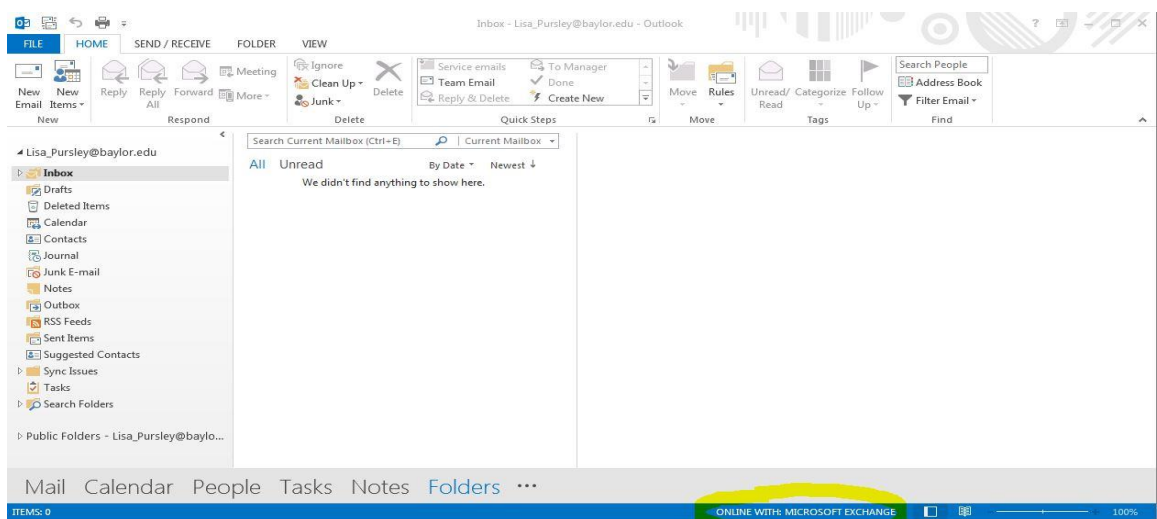 Inbox - Lisa_Pursley@baylor.edu - Outlook
FILE HOME SEND / RECEIVE FOLDER VIEW
New Email
New Items
Reply
Reply All
Forward
Meeting
More
Ignore
Clean Up
Junk
Delete
Service emails
Team Email
Reply & Delete
To Manager
Done
Create New
Move
Rules
Unread/ Read
Categorize
Follow Up
Search People
Address Book
Filter Email
New Respond Delete Quick Steps Move Tags Find
Lisa_Pursley@baylor.edu
Inbox
Drafts
Deleted Items
Calendar
Contacts
Journal
Junk E-mail
Notes
Outbox
RSS Feeds
Sent Items
Suggested Contacts
Sync Issues
Tasks
Search Folders
Public Folders - Lisa_Pursley@baylo...
Search Current Mailbox (Ctrl+E) Current Mailbox
All Unread By Date Newest ↓
We didn't find anything to show here.
Mail Calendar People Tasks Notes Folders ...
ITEMS: 0 ONLINE WITH: MICROSOFT EXCHANGE 100%